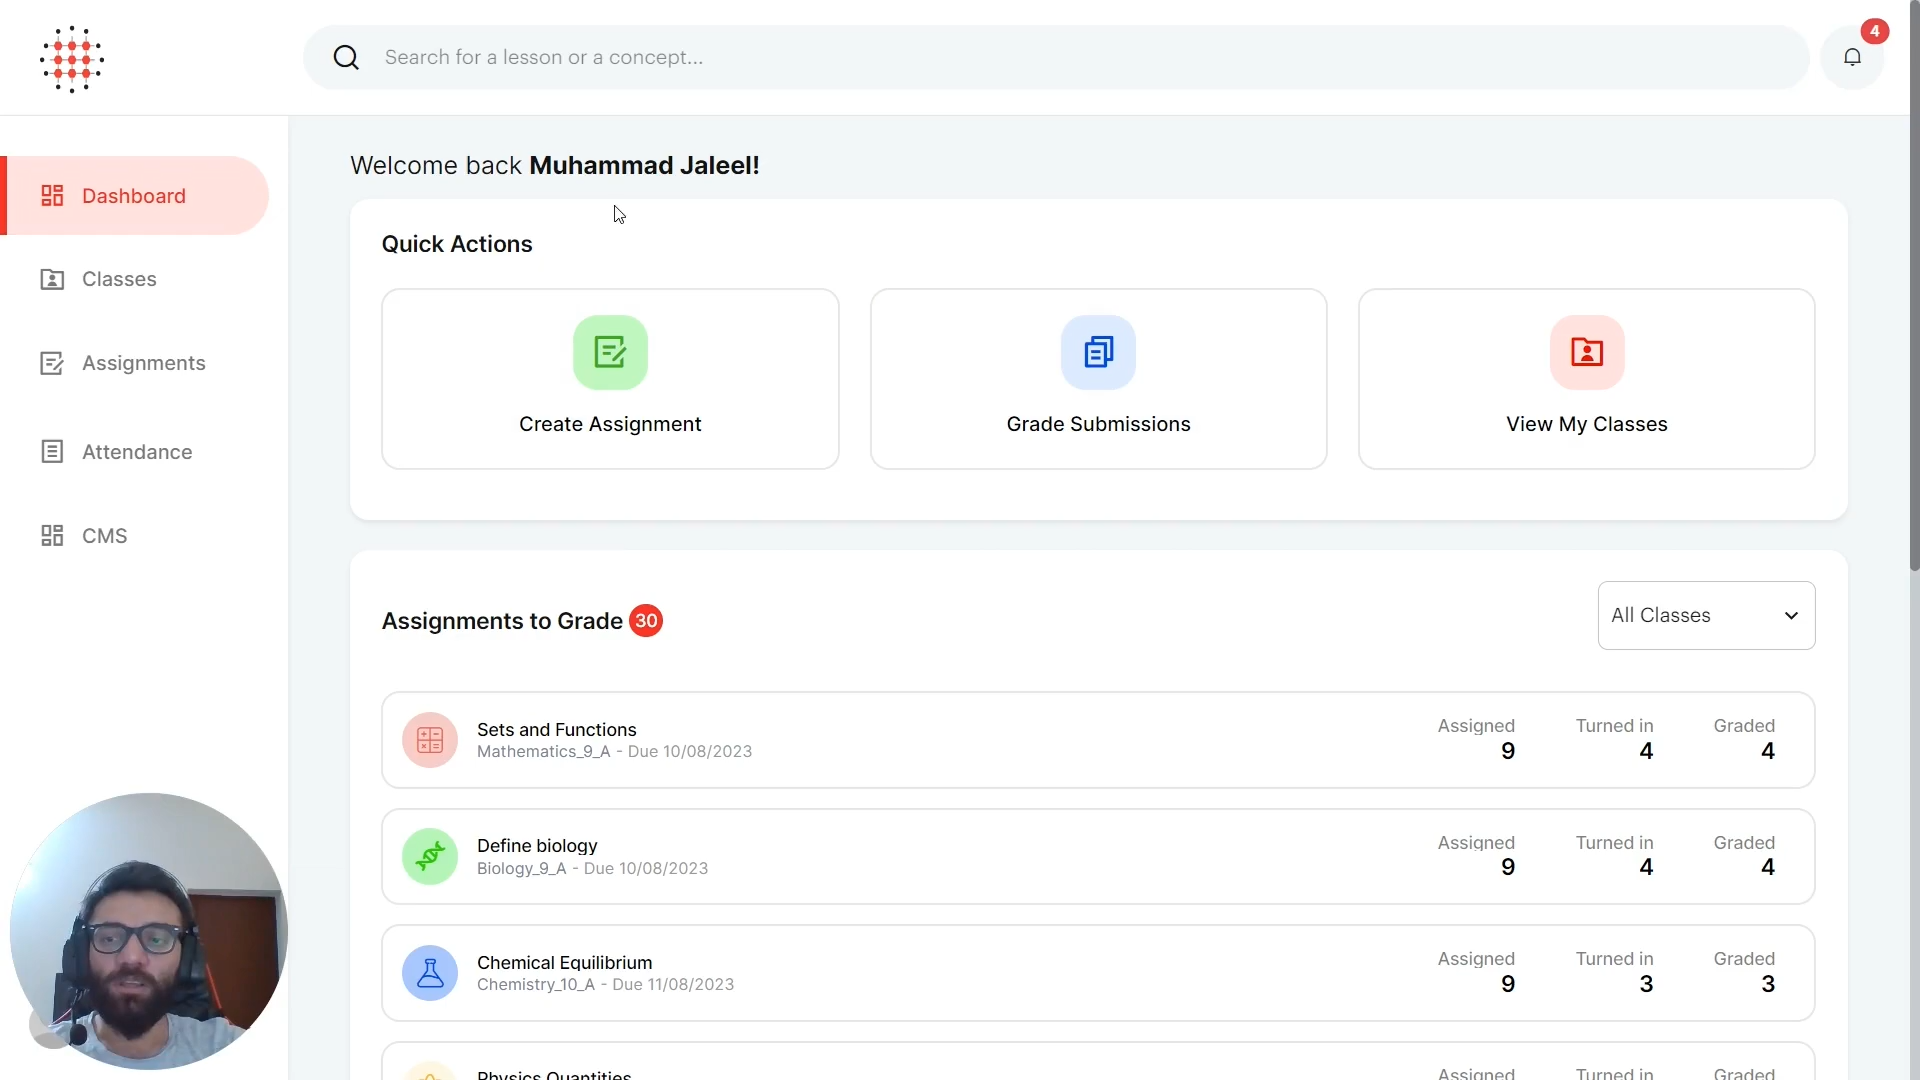 Search for a lesson or a concept...
4
Dashboard
Classes
Assignments
Attendance
CMS
Welcome back Muhammad Jaleel!
Quick Actions
Create Assignment
Grade Submissions
View My Classes
Assignments to Grade 30
All Classes
Sets and Functions
Mathematics_9_A - Due 10/08/2023
Assigned Turned in Graded
9 4 4
Define biology
Biology_9_A - Due 10/08/2023
Assigned Turned in Graded
9 4 4
Chemical Equilibrium
Chemistry_10_A - Due 11/08/2023
Assigned Turned in Graded
9 3 3
Physics Quantities
Assigned Turned in Graded